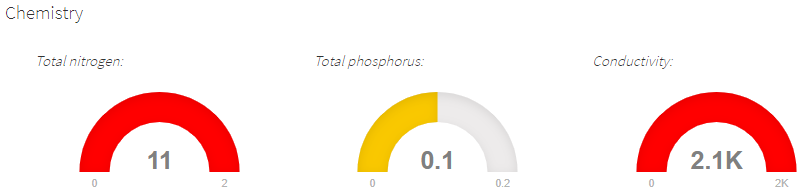 Chemistry
Total nitrogen: Total phosphorus: Conductivity:
11 0.1 2.1K
0 2 0 0.2 0 2K